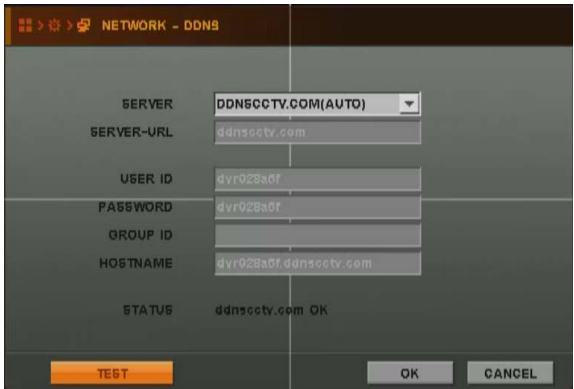 NETWORK - DDNS
SERVER DDNSCCTV.COM(AUTO)
SERVER-URL ddnscctv.com
USER ID dvr028a6f
PASSWORD dvr028a6f
GROUP ID
HOSTNAME dvr028a6f.ddnscctv.com
STATUS ddnscctv.com OK
TEST OK CANCEL